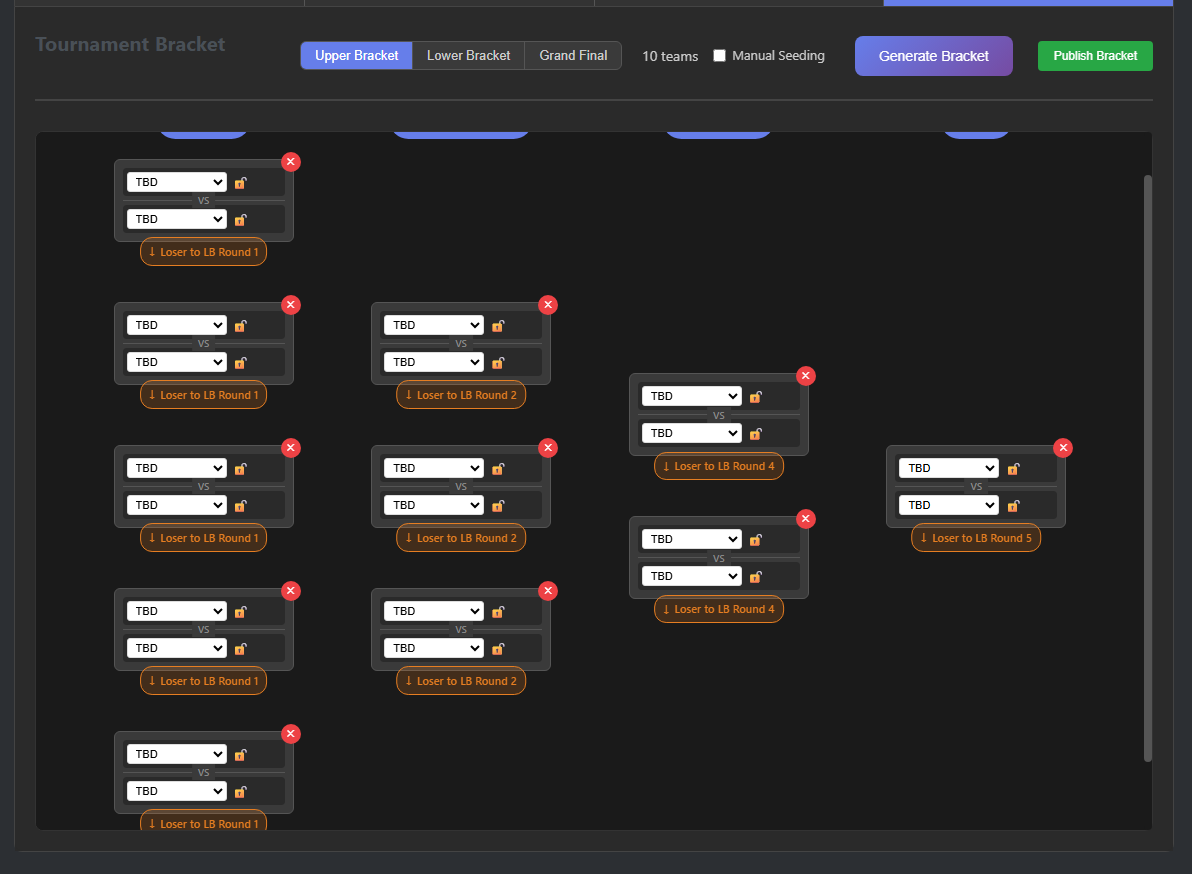 Tournament Bracket
Upper Bracket
Lower Bracket
Grand Final
10 teams
Manual Seeding
Generate Bracket
Publish Bracket
TBD
VS
TBD
↓ Loser to LB Round 1
TBD
VS
TBD
↓ Loser to LB Round 1
TBD
VS
TBD
↓ Loser to LB Round 1
TBD
VS
TBD
↓ Loser to LB Round 1
TBD
VS
TBD
↓ Loser to LB Round 1
TBD
VS
TBD
↓ Loser to LB Round 2
TBD
VS
TBD
↓ Loser to LB Round 2
TBD
VS
TBD
↓ Loser to LB Round 2
TBD
VS
TBD
↓ Loser to LB Round 4
TBD
VS
TBD
↓ Loser to LB Round 4
TBD
VS
TBD
↓ Loser to LB Round 5